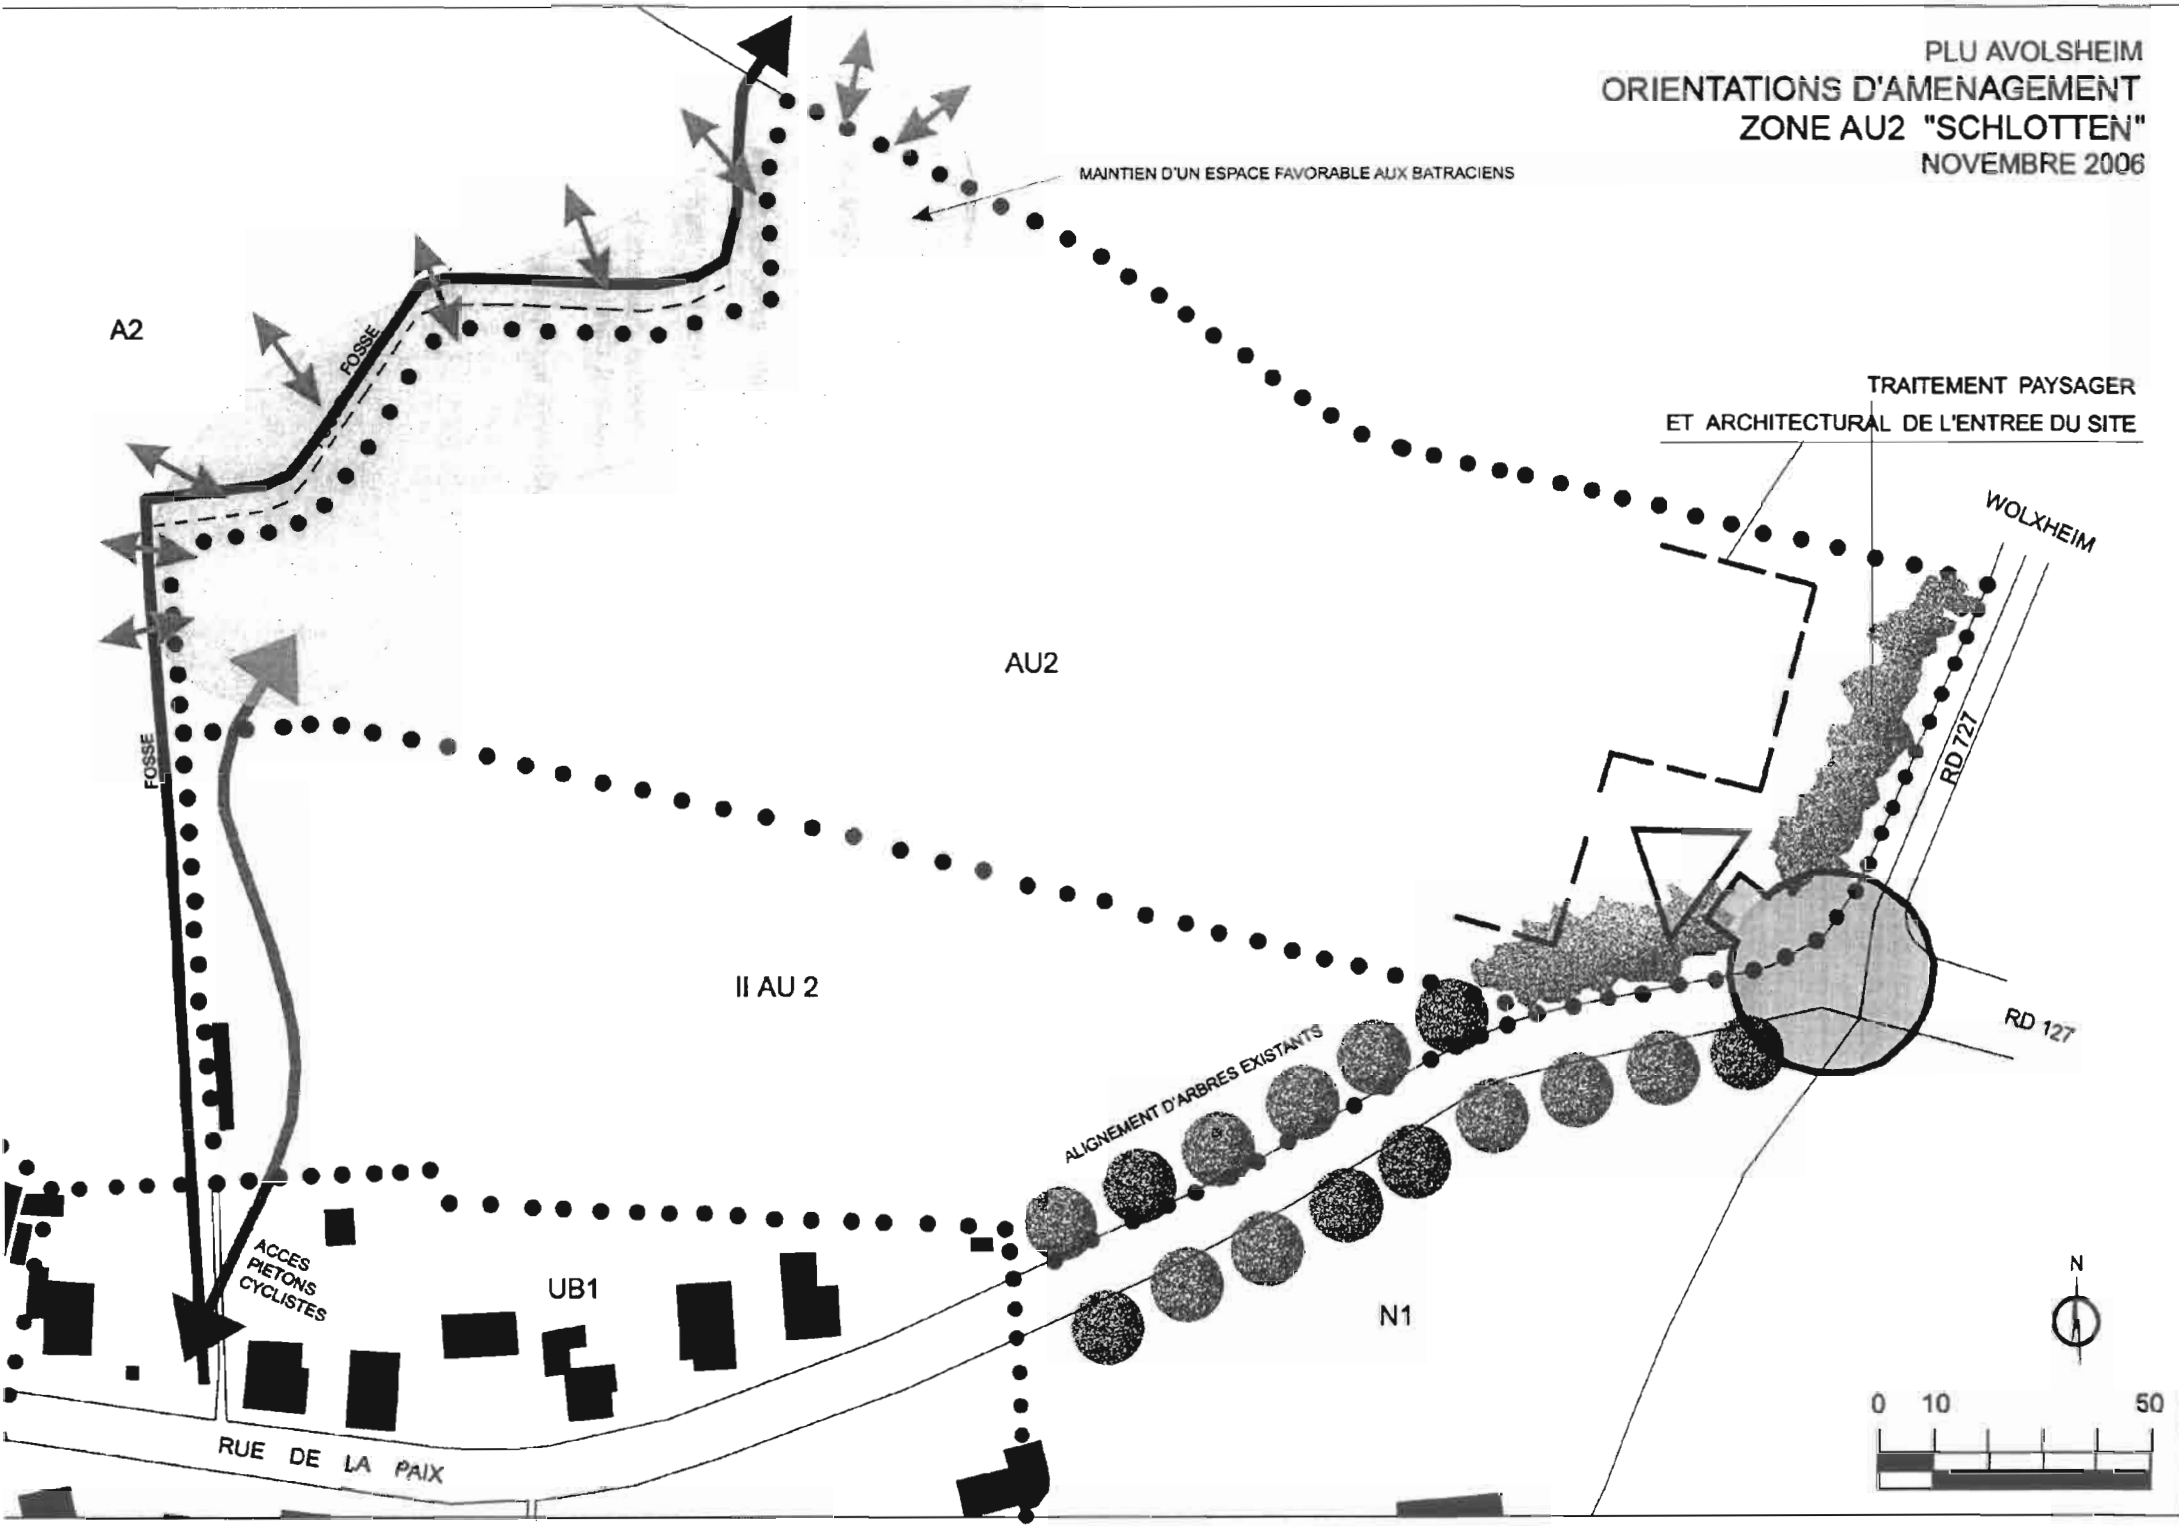 PLU AVOLSHEIM
ORIENTATIONS D'AMENAGEMENT
ZONE AU2 "SCHLOTTEN"
NOVEMBRE 2006
MAINTIEN D'UN ESPACE FAVORABLE AUX BATRACIENS
A2
FOSSE
TRAITEMENT PAYSAGER
ET ARCHITECTURAL DE L'ENTREE DU SITE
WOLXHEIM
AU2
RD 727
FOSSE
II AU 2
RD 127
ALIGNEMENT D'ARBRES EXISTANTS
ACCES
PIETONS
CYCLISTES
UB1
N1
N
RUE DE LA PAIX
0 10 50